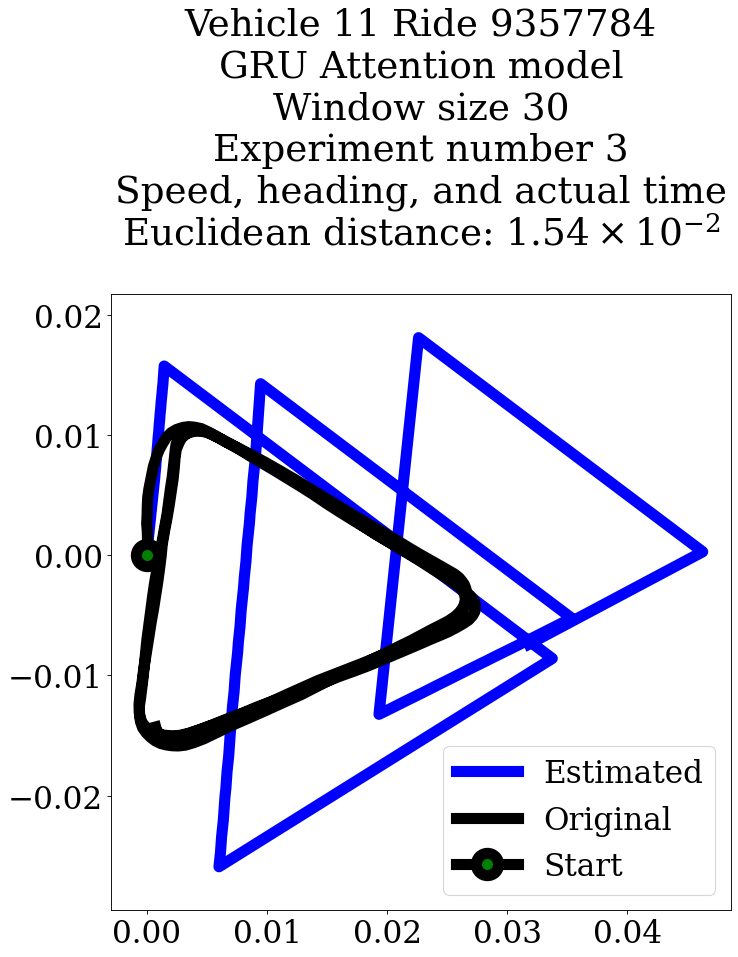 Vehicle 11 Ride 9357784
GRU Attention model
Window size 30
Experiment number 3
Speed, heading, and actual time
Euclidean distance: 1.54 × 10⁻²
0.02
0.01
0.00
−0.01
−0.02
Estimated
Original
Start
0.00 0.01 0.02 0.03 0.04